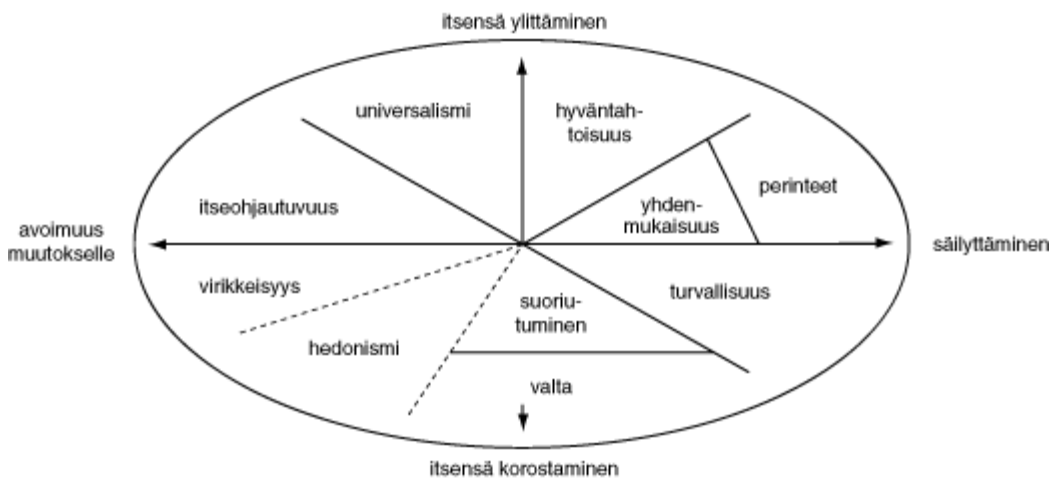 itsensä ylittäminen
universalismi
hyväntah-
toisuus
perinteet
itseohjautuvuus
yhden-
mukaisuus
avoimuus
muutokselle
säilyttäminen
virikkeisyys
turvallisuus
suoriu-
tuminen
hedonismi
valta
itsensä korostaminen